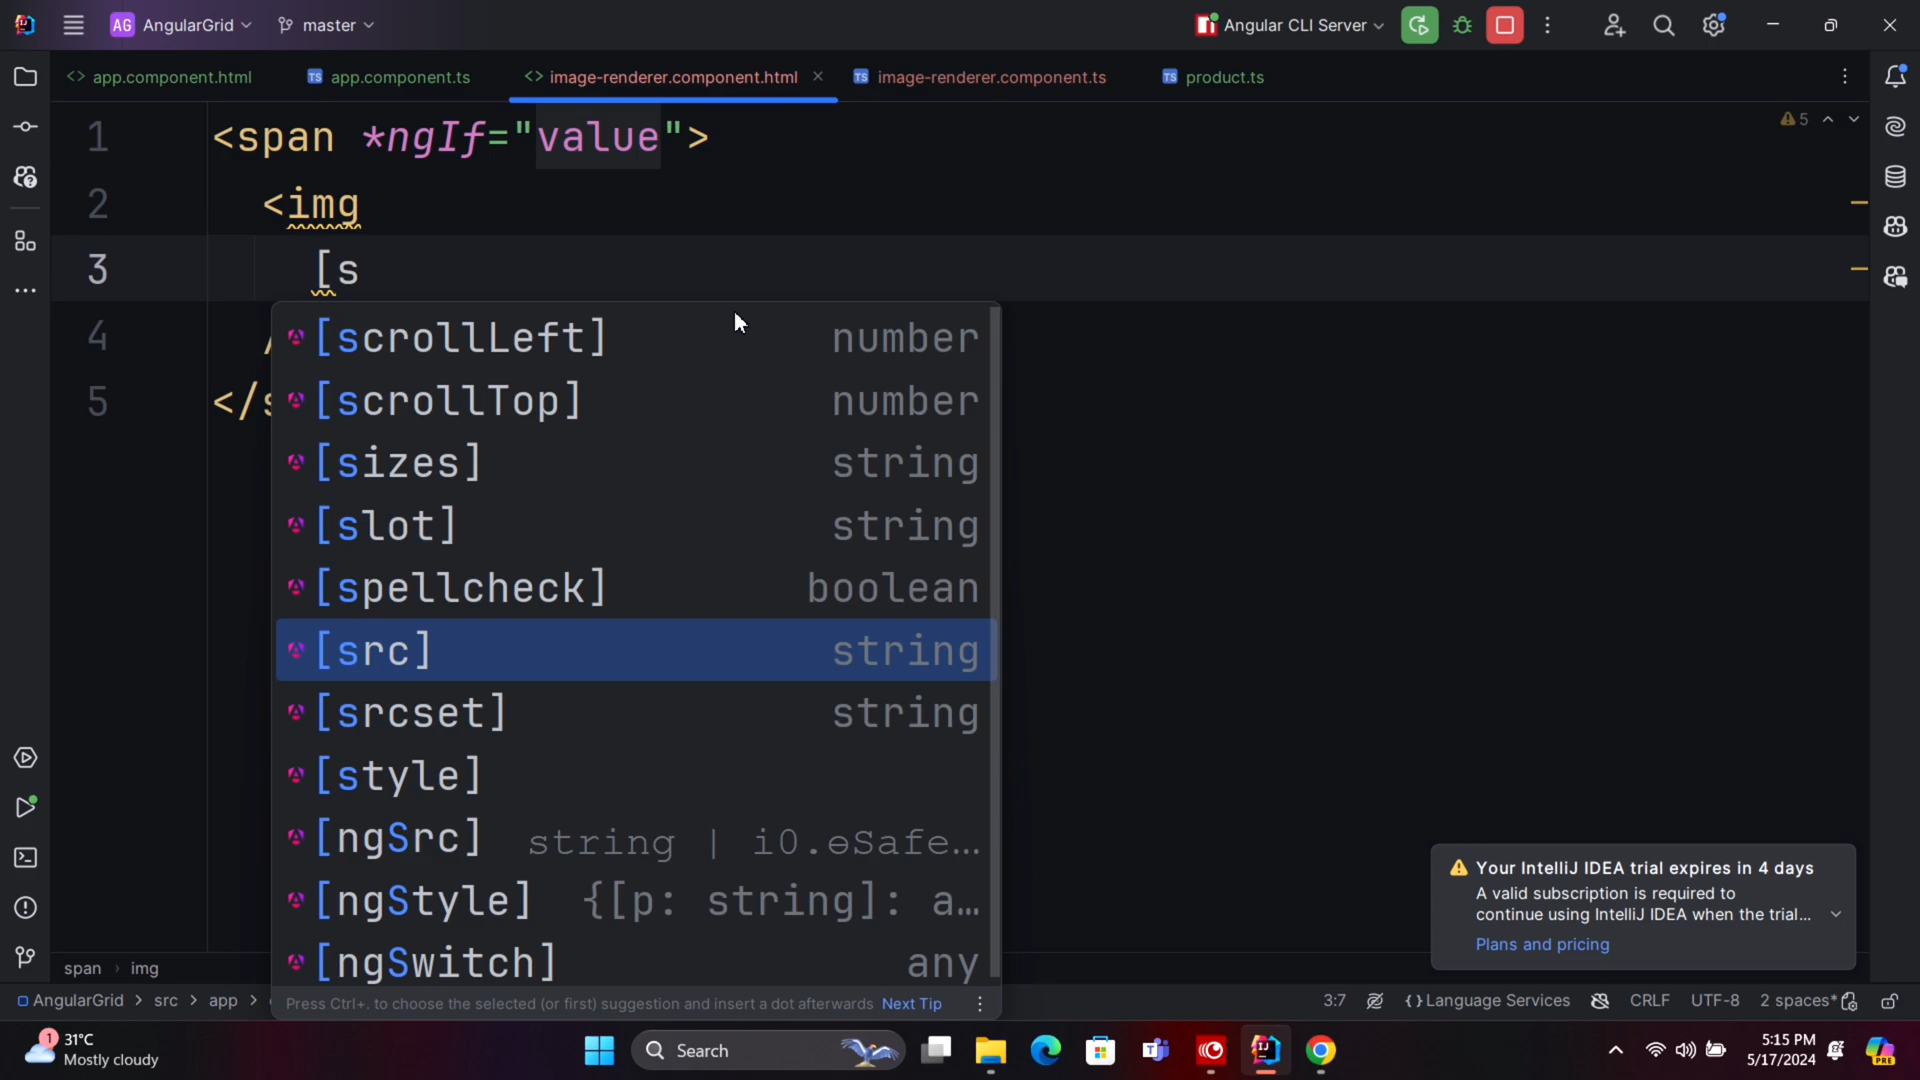 AG AngularGrid master Angular CLI Server
<> app.component.html TS app.component.ts <> image-renderer.component.html TS image-renderer.component.ts TS product.ts
1 <span *ngIf="value"> 5
2 <img
3 [s
4 /
5 </s
[scrollLeft] number
[scrollTop] number
[sizes] string
[slot] string
[spellcheck] boolean
[src] string
[srcset] string
[style]
[ngSrc] string | i0.ɵSafe…
[ngStyle] {[p: string]: a…
[ngSwitch] any
Press Ctrl+. to choose the selected (or first) suggestion and insert a dot afterwards Next Tip
Your IntelliJ IDEA trial expires in 4 days
A valid subscription is required to
continue using IntelliJ IDEA when the trial...
Plans and pricing
span › img
AngularGrid > src > app > 3:7 {} Language Services CRLF UTF-8 2 spaces*
1 31°C
Mostly cloudy
Search
5:15 PM
5/17/2024
PRE